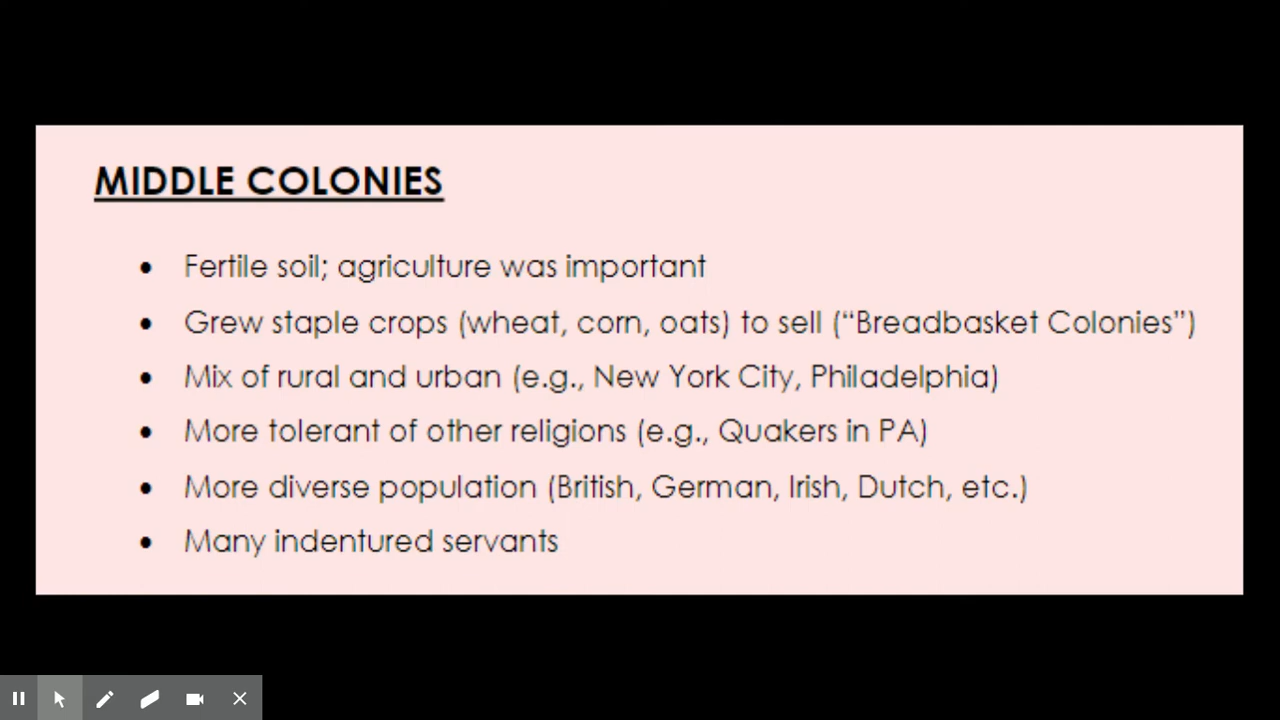 MIDDLE COLONIES
• Fertile soil; agriculture was important
• Grew staple crops (wheat, corn, oats) to sell (“Breadbasket Colonies”)
• Mix of rural and urban (e.g., New York City, Philadelphia)
• More tolerant of other religions (e.g., Quakers in PA)
• More diverse population (British, German, Irish, Dutch, etc.)
• Many indentured servants